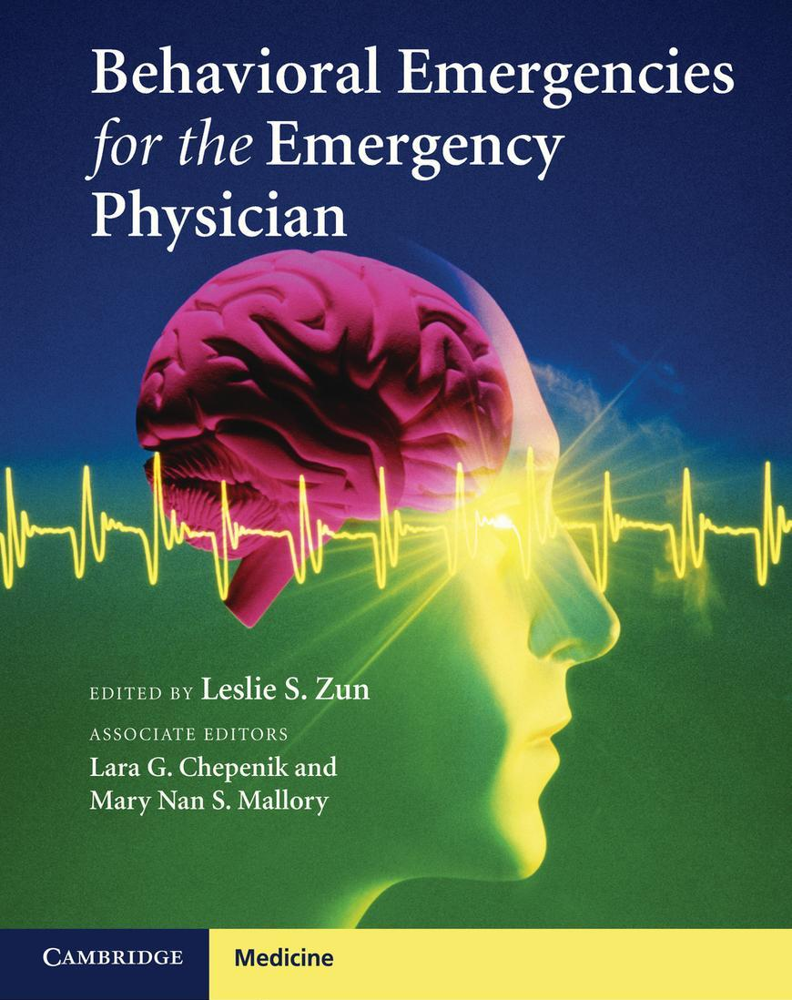 Behavioral Emergencies
for the Emergency
Physician
EDITED BY Leslie S. Zun
ASSOCIATE EDITORS
Lara G. Chepenik and
Mary Nan S. Mallory
CAMBRIDGE
Medicine